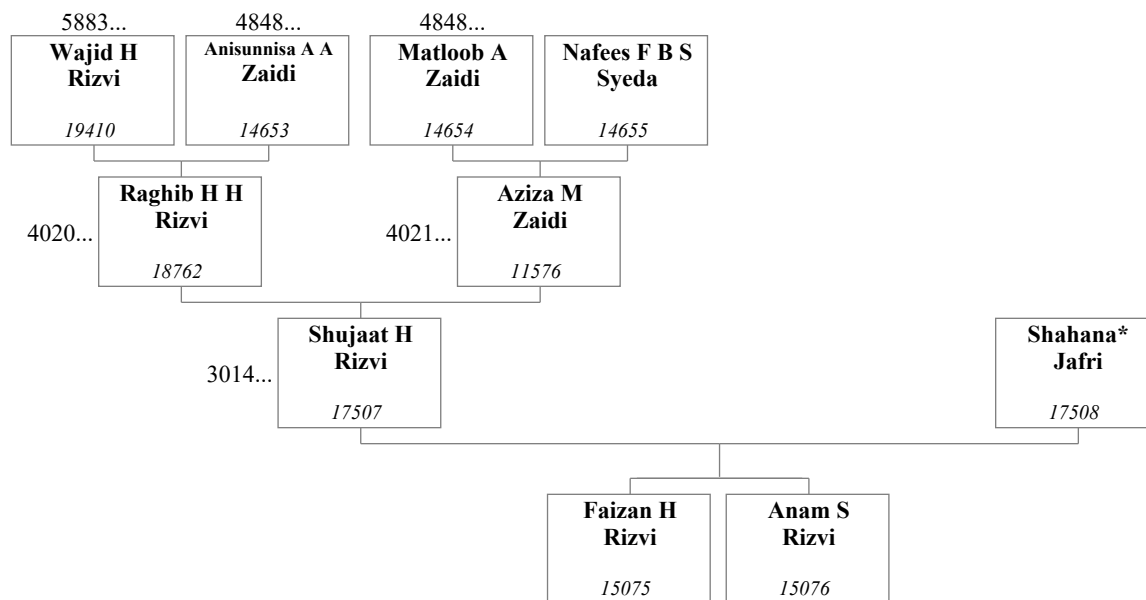 5883...
4848...
4848...
Wajid H
Rizvi
19410
Anisunnisa A A
Zaidi
14653
Matloob A
Zaidi
14654
Nafees F B S
Syeda
14655
4020...
Raghib H H
Rizvi
18762
4021...
Aziza M
Zaidi
11576
3014...
Shujaat H
Rizvi
17507
Shahana*
Jafri
17508
Faizan H
Rizvi
15075
Anam S
Rizvi
15076